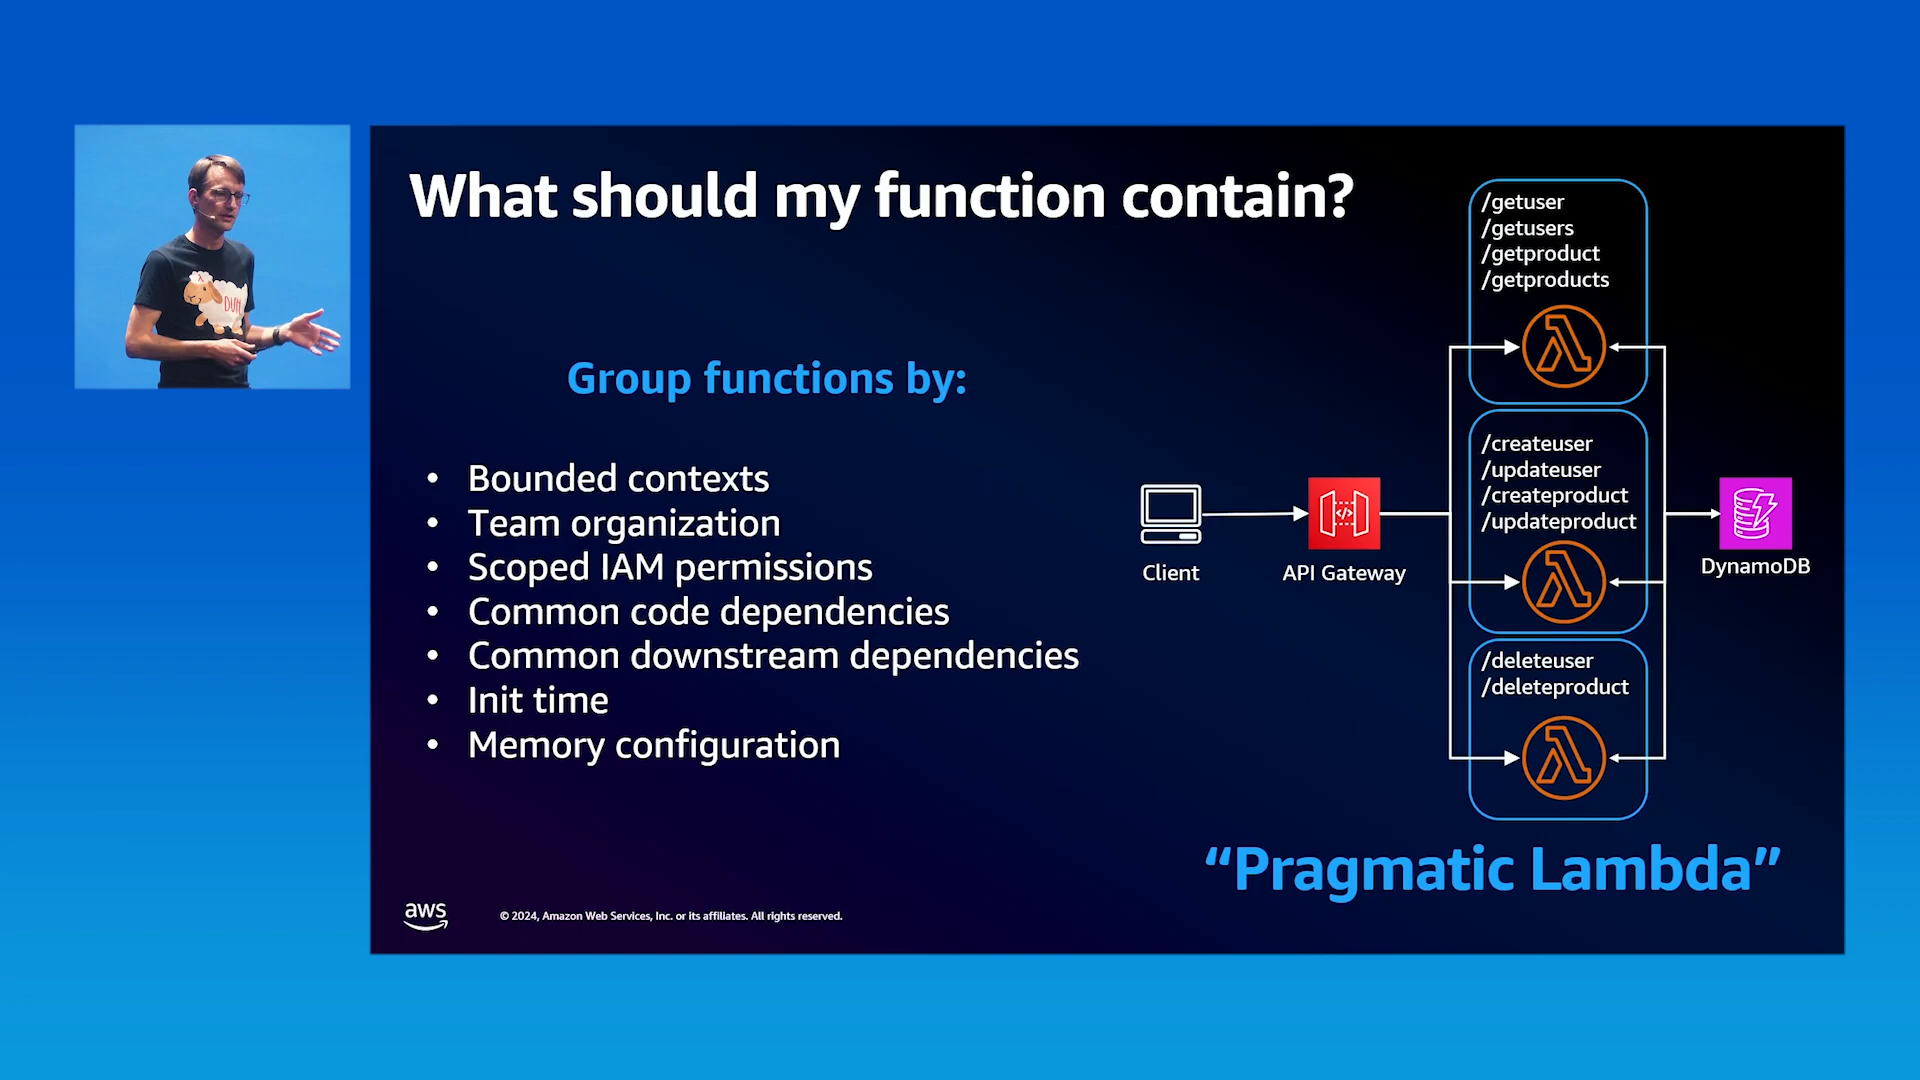 What should my function contain?
Group functions by:
• Bounded contexts
• Team organization
• Scoped IAM permissions
• Common code dependencies
• Common downstream dependencies
• Init time
• Memory configuration
/getuser
/getusers
/getproduct
/getproducts
/createuser
/updateuser
/createproduct
/updateproduct
/deleteuser
/deleteproduct
Client
API Gateway
DynamoDB
“Pragmatic Lambda”
aws
© 2024, Amazon Web Services, Inc. or its affiliates. All rights reserved.
DUH